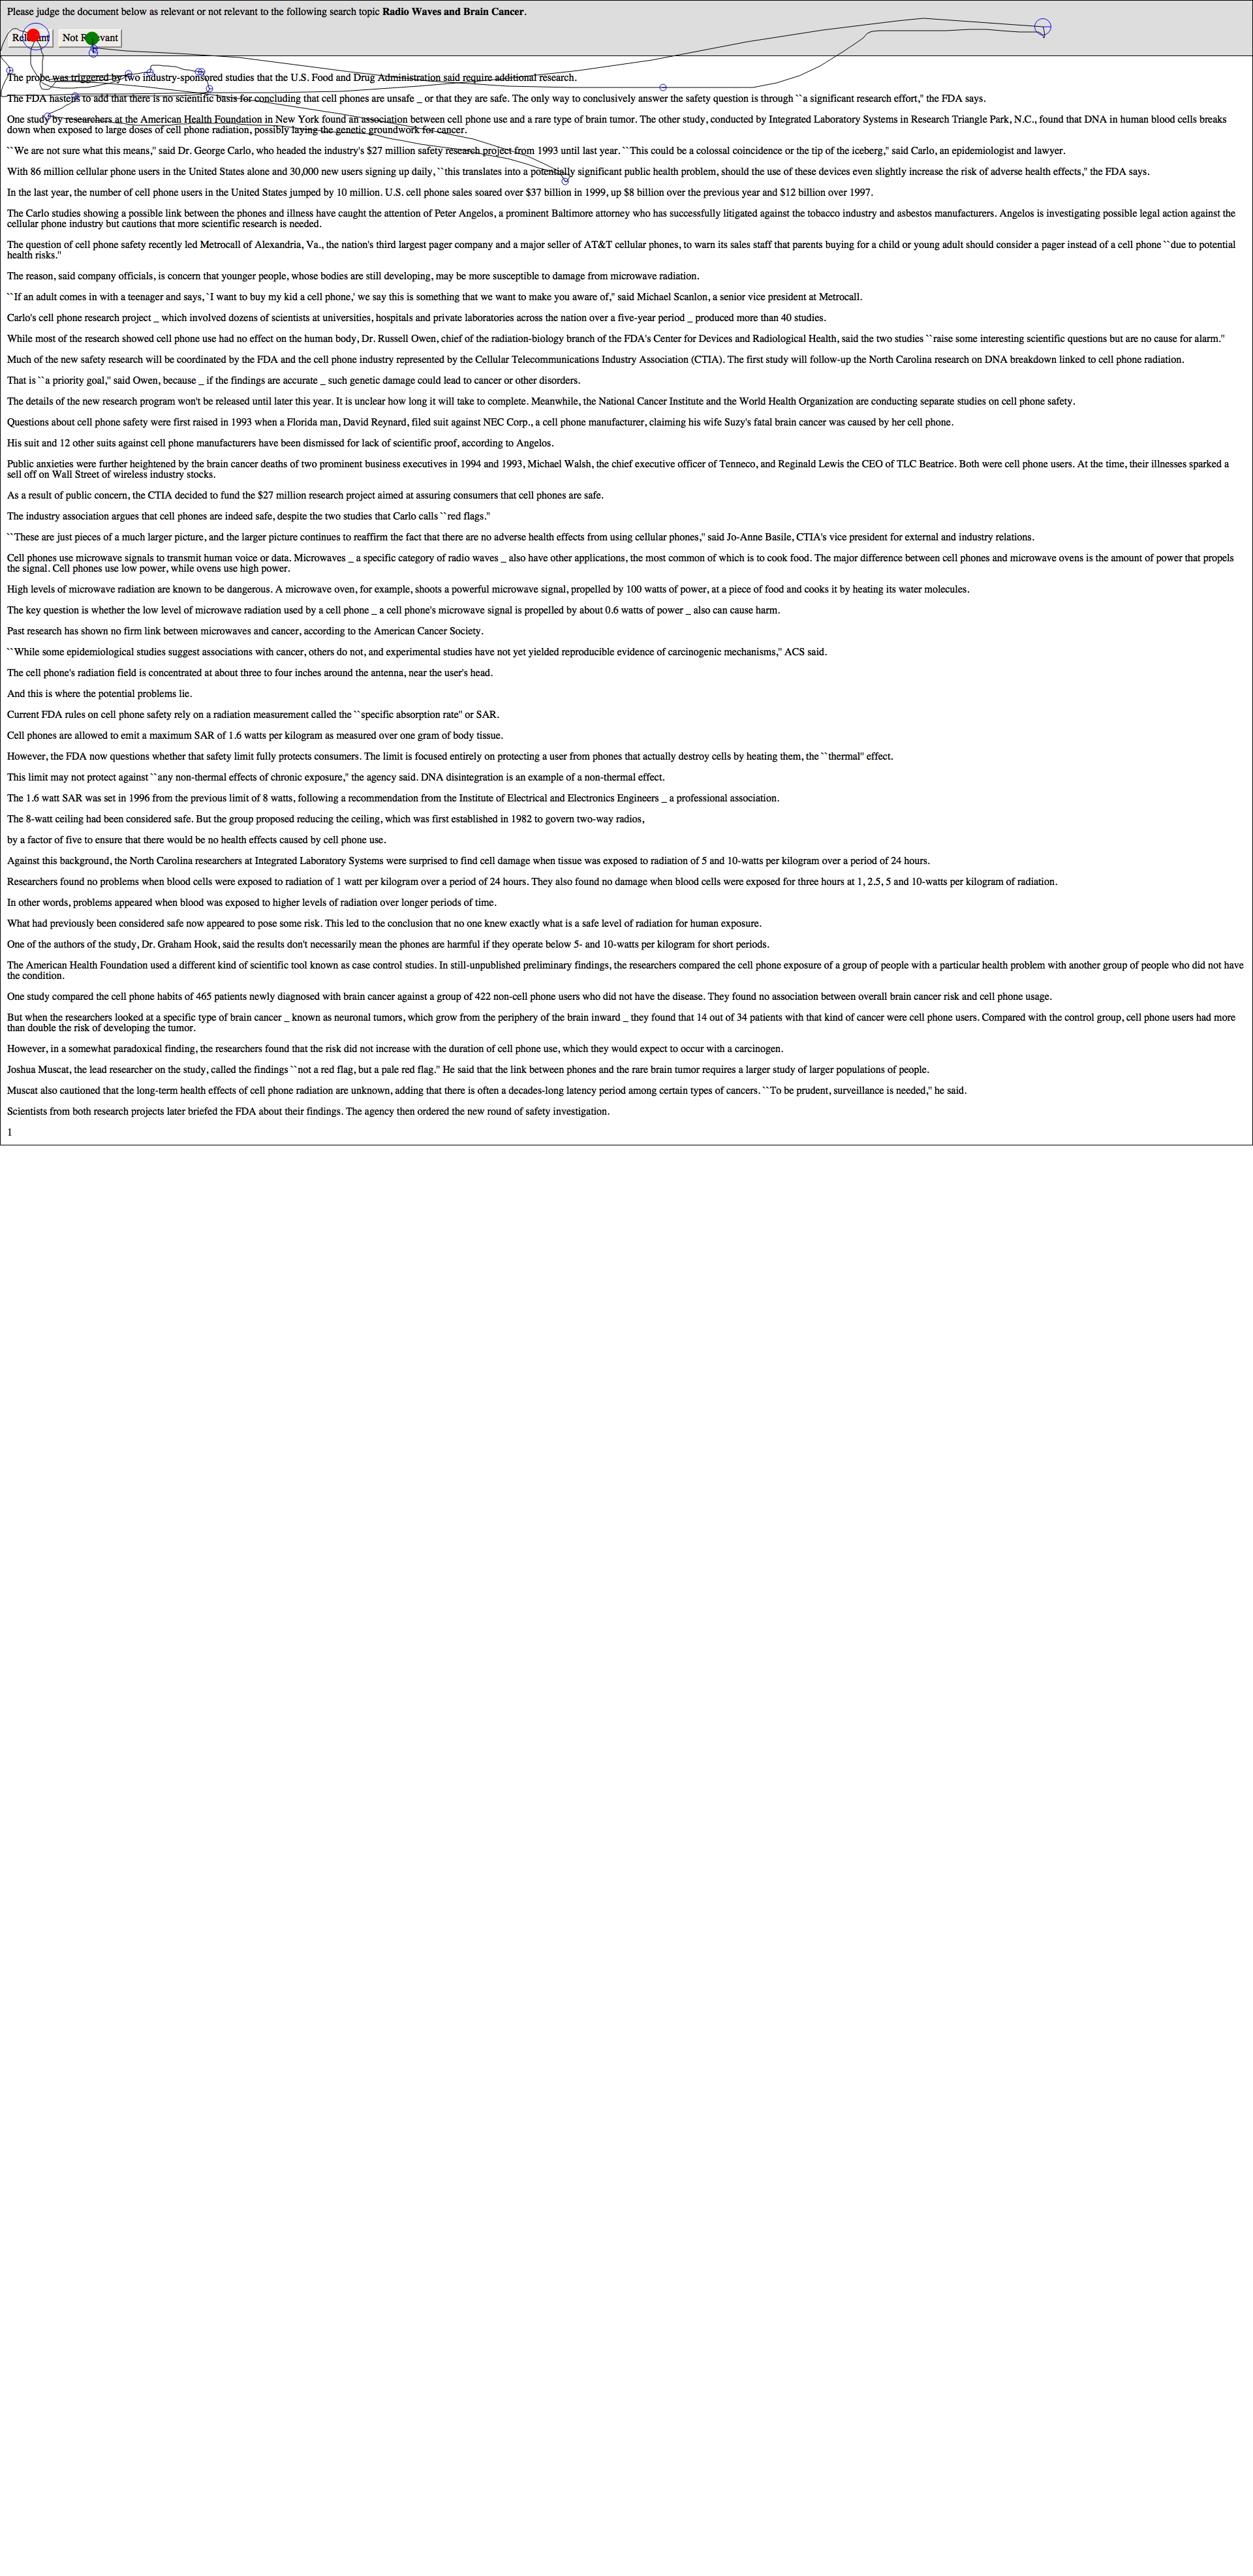 Please judge the document below as relevant or not relevant to the following search topic Radio Waves and Brain Cancer.
Relevant Not Relevant
The probe was triggered by two industry-sponsored studies that the U.S. Food and Drug Administration said require additional research.
The FDA hastens to add that there is no scientific basis for concluding that cell phones are unsafe _ or that they are safe. The only way to conclusively answer the safety question is through ``a significant research effort,'' the FDA says.
One study by researchers at the American Health Foundation in New York found an association between cell phone use and a rare type of brain tumor. The other study, conducted by Integrated Laboratory Systems in Research Triangle Park, N.C., found that DNA in human blood cells breaks
down when exposed to large doses of cell phone radiation, possibly laying the genetic groundwork for cancer.
``We are not sure what this means,'' said Dr. George Carlo, who headed the industry's $27 million safety research project from 1993 until last year. ``This could be a colossal coincidence or the tip of the iceberg,'' said Carlo, an epidemiologist and lawyer.
With 86 million cellular phone users in the United States alone and 30,000 new users signing up daily, ``this translates into a potentially significant public health problem, should the use of these devices even slightly increase the risk of adverse health effects,'' the FDA says.
In the last year, the number of cell phone users in the United States jumped by 10 million. U.S. cell phone sales soared over $37 billion in 1999, up $8 billion over the previous year and $12 billion over 1997.
The Carlo studies showing a possible link between the phones and illness have caught the attention of Peter Angelos, a prominent Baltimore attorney who has successfully litigated against the tobacco industry and asbestos manufacturers. Angelos is investigating possible legal action against the
cellular phone industry but cautions that more scientific research is needed.
The question of cell phone safety recently led Metrocall of Alexandria, Va., the nation's third largest pager company and a major seller of AT&T cellular phones, to warn its sales staff that parents buying for a child or young adult should consider a pager instead of a cell phone ``due to potential
health risks.''
The reason, said company officials, is concern that younger people, whose bodies are still developing, may be more susceptible to damage from microwave radiation.
``If an adult comes in with a teenager and says, `I want to buy my kid a cell phone,' we say this is something that we want to make you aware of,'' said Michael Scanlon, a senior vice president at Metrocall.
Carlo's cell phone research project _ which involved dozens of scientists at universities, hospitals and private laboratories across the nation over a five-year period _ produced more than 40 studies.
While most of the research showed cell phone use had no effect on the human body, Dr. Russell Owen, chief of the radiation-biology branch of the FDA's Center for Devices and Radiological Health, said the two studies ``raise some interesting scientific questions but are no cause for alarm.''
Much of the new safety research will be coordinated by the FDA and the cell phone industry represented by the Cellular Telecommunications Industry Association (CTIA). The first study will follow-up the North Carolina research on DNA breakdown linked to cell phone radiation.
That is ``a priority goal,'' said Owen, because _ if the findings are accurate _ such genetic damage could lead to cancer or other disorders.
The details of the new research program won't be released until later this year. It is unclear how long it will take to complete. Meanwhile, the National Cancer Institute and the World Health Organization are conducting separate studies on cell phone safety.
Questions about cell phone safety were first raised in 1993 when a Florida man, David Reynard, filed suit against NEC Corp., a cell phone manufacturer, claiming his wife Suzy's fatal brain cancer was caused by her cell phone.
His suit and 12 other suits against cell phone manufacturers have been dismissed for lack of scientific proof, according to Angelos.
Public anxieties were further heightened by the brain cancer deaths of two prominent business executives in 1994 and 1993, Michael Walsh, the chief executive officer of Tenneco, and Reginald Lewis the CEO of TLC Beatrice. Both were cell phone users. At the time, their illnesses sparked a
sell off on Wall Street of wireless industry stocks.
As a result of public concern, the CTIA decided to fund the $27 million research project aimed at assuring consumers that cell phones are safe.
The industry association argues that cell phones are indeed safe, despite the two studies that Carlo calls ``red flags.''
``These are just pieces of a much larger picture, and the larger picture continues to reaffirm the fact that there are no adverse health effects from using cellular phones,'' said Jo-Anne Basile, CTIA's vice president for external and industry relations.
Cell phones use microwave signals to transmit human voice or data. Microwaves _ a specific category of radio waves _ also have other applications, the most common of which is to cook food. The major difference between cell phones and microwave ovens is the amount of power that propels
the signal. Cell phones use low power, while ovens use high power.
High levels of microwave radiation are known to be dangerous. A microwave oven, for example, shoots a powerful microwave signal, propelled by 100 watts of power, at a piece of food and cooks it by heating its water molecules.
The key question is whether the low level of microwave radiation used by a cell phone _ a cell phone's microwave signal is propelled by about 0.6 watts of power _ also can cause harm.
Past research has shown no firm link between microwaves and cancer, according to the American Cancer Society.
``While some epidemiological studies suggest associations with cancer, others do not, and experimental studies have not yet yielded reproducible evidence of carcinogenic mechanisms,'' ACS said.
The cell phone's radiation field is concentrated at about three to four inches around the antenna, near the user's head.
And this is where the potential problems lie.
Current FDA rules on cell phone safety rely on a radiation measurement called the ``specific absorption rate'' or SAR.
Cell phones are allowed to emit a maximum SAR of 1.6 watts per kilogram as measured over one gram of body tissue.
However, the FDA now questions whether that safety limit fully protects consumers. The limit is focused entirely on protecting a user from phones that actually destroy cells by heating them, the ``thermal'' effect.
This limit may not protect against ``any non-thermal effects of chronic exposure,'' the agency said. DNA disintegration is an example of a non-thermal effect.
The 1.6 watt SAR was set in 1996 from the previous limit of 8 watts, following a recommendation from the Institute of Electrical and Electronics Engineers _ a professional association.
The 8-watt ceiling had been considered safe. But the group proposed reducing the ceiling, which was first established in 1982 to govern two-way radios,
by a factor of five to ensure that there would be no health effects caused by cell phone use.
Against this background, the North Carolina researchers at Integrated Laboratory Systems were surprised to find cell damage when tissue was exposed to radiation of 5 and 10-watts per kilogram over a period of 24 hours.
Researchers found no problems when blood cells were exposed to radiation of 1 watt per kilogram over a period of 24 hours. They also found no damage when blood cells were exposed for three hours at 1, 2.5, 5 and 10-watts per kilogram of radiation.
In other words, problems appeared when blood was exposed to higher levels of radiation over longer periods of time.
What had previously been considered safe now appeared to pose some risk. This led to the conclusion that no one knew exactly what is a safe level of radiation for human exposure.
One of the authors of the study, Dr. Graham Hook, said the results don't necessarily mean the phones are harmful if they operate below 5- and 10-watts per kilogram for short periods.
The American Health Foundation used a different kind of scientific tool known as case control studies. In still-unpublished preliminary findings, the researchers compared the cell phone exposure of a group of people with a particular health problem with another group of people who did not have
the condition.
One study compared the cell phone habits of 465 patients newly diagnosed with brain cancer against a group of 422 non-cell phone users who did not have the disease. They found no association between overall brain cancer risk and cell phone usage.
But when the researchers looked at a specific type of brain cancer _ known as neuronal tumors, which grow from the periphery of the brain inward _ they found that 14 out of 34 patients with that kind of cancer were cell phone users. Compared with the control group, cell phone users had more
than double the risk of developing the tumor.
However, in a somewhat paradoxical finding, the researchers found that the risk did not increase with the duration of cell phone use, which they would expect to occur with a carcinogen.
Joshua Muscat, the lead researcher on the study, called the findings ``not a red flag, but a pale red flag.'' He said that the link between phones and the rare brain tumor requires a larger study of larger populations of people.
Muscat also cautioned that the long-term health effects of cell phone radiation are unknown, adding that there is often a decades-long latency period among certain types of cancers. ``To be prudent, surveillance is needed,'' he said.
Scientists from both research projects later briefed the FDA about their findings. The agency then ordered the new round of safety investigation.
1